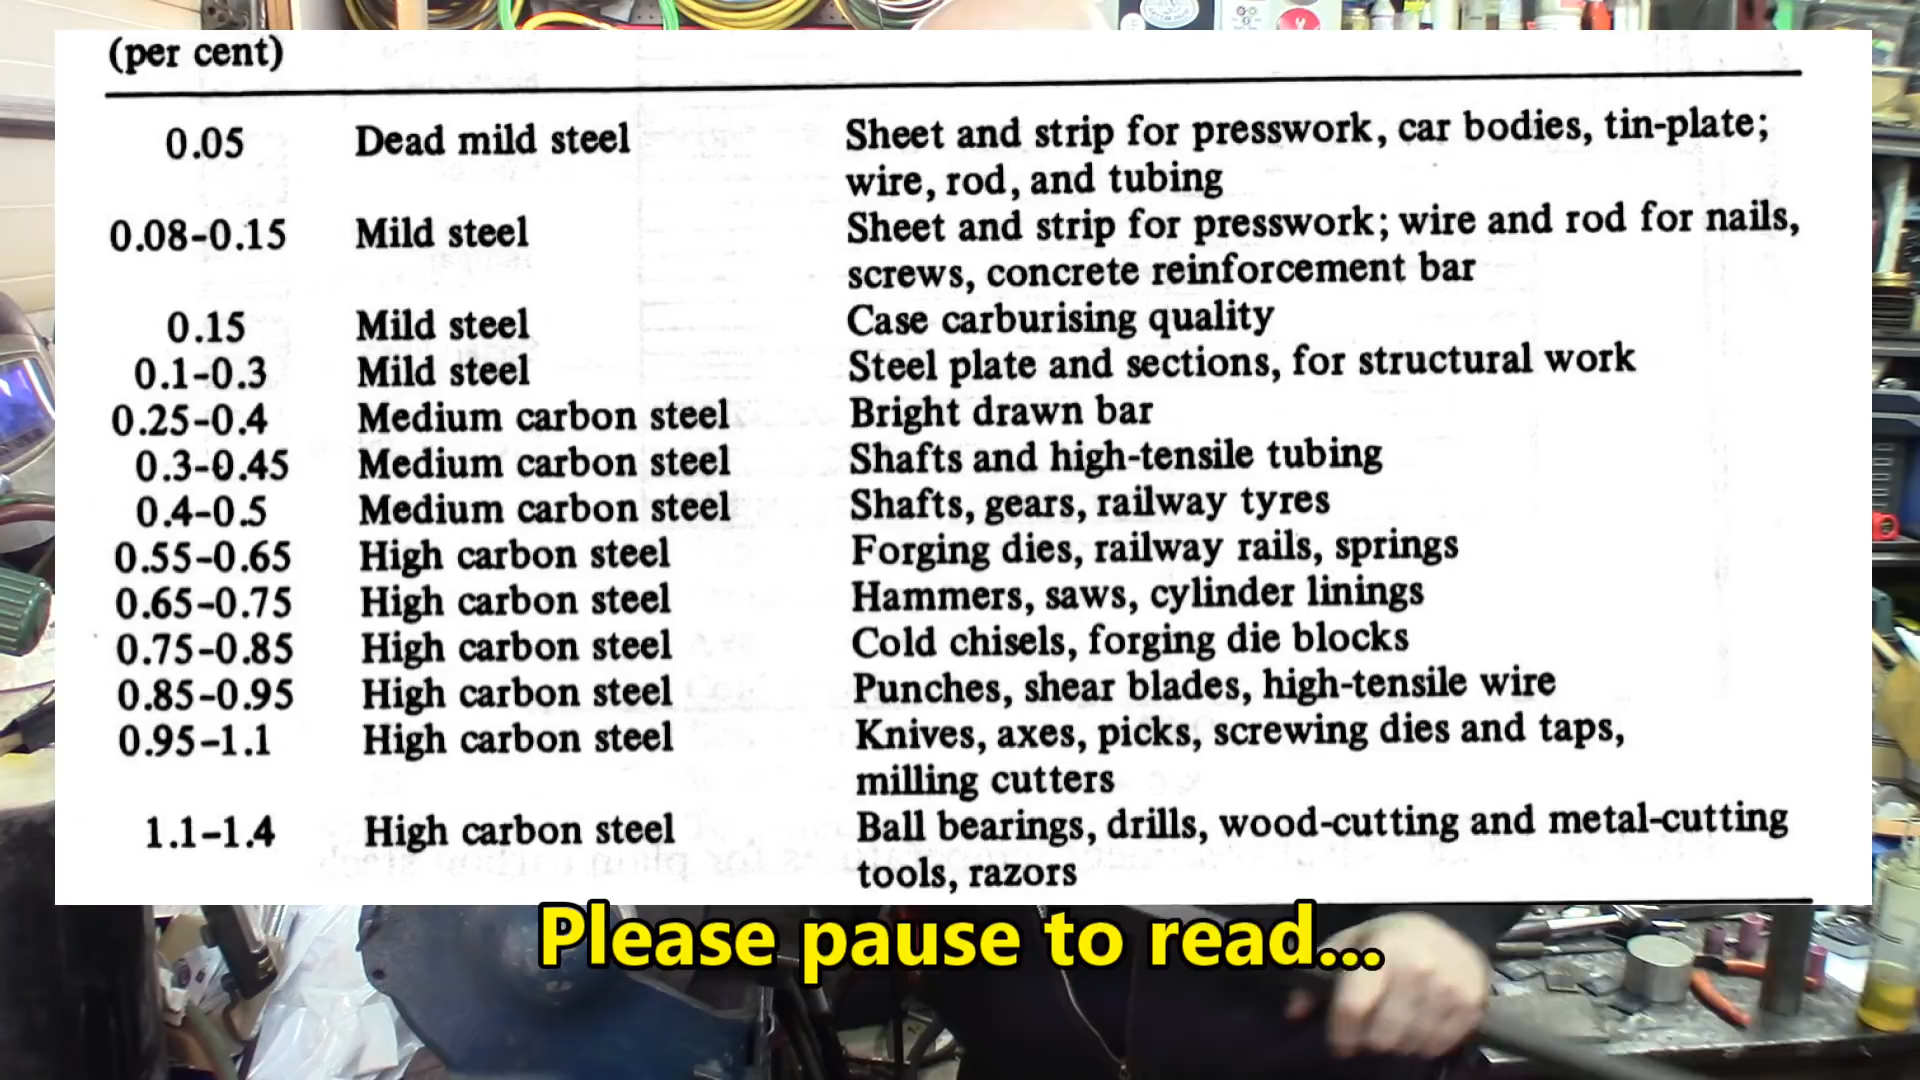 (per cent)
0.05 Dead mild steel Sheet and strip for presswork, car bodies, tin-plate;
wire, rod, and tubing
0.08–0.15 Mild steel Sheet and strip for presswork; wire and rod for nails,
screws, concrete reinforcement bar
0.15 Mild steel Case carburising quality
0.1–0.3 Mild steel Steel plate and sections, for structural work
0.25–0.4 Medium carbon steel Bright drawn bar
0.3–0.45 Medium carbon steel Shafts and high-tensile tubing
0.4–0.5 Medium carbon steel Shafts, gears, railway tyres
0.55–0.65 High carbon steel Forging dies, railway rails, springs
0.65–0.75 High carbon steel Hammers, saws, cylinder linings
0.75–0.85 High carbon steel Cold chisels, forging die blocks
0.85–0.95 High carbon steel Punches, shear blades, high-tensile wire
0.95–1.1 High carbon steel Knives, axes, picks, screwing dies and taps,
milling cutters
1.1–1.4 High carbon steel Ball bearings, drills, wood-cutting and metal-cutting
tools, razors
Please pause to read...